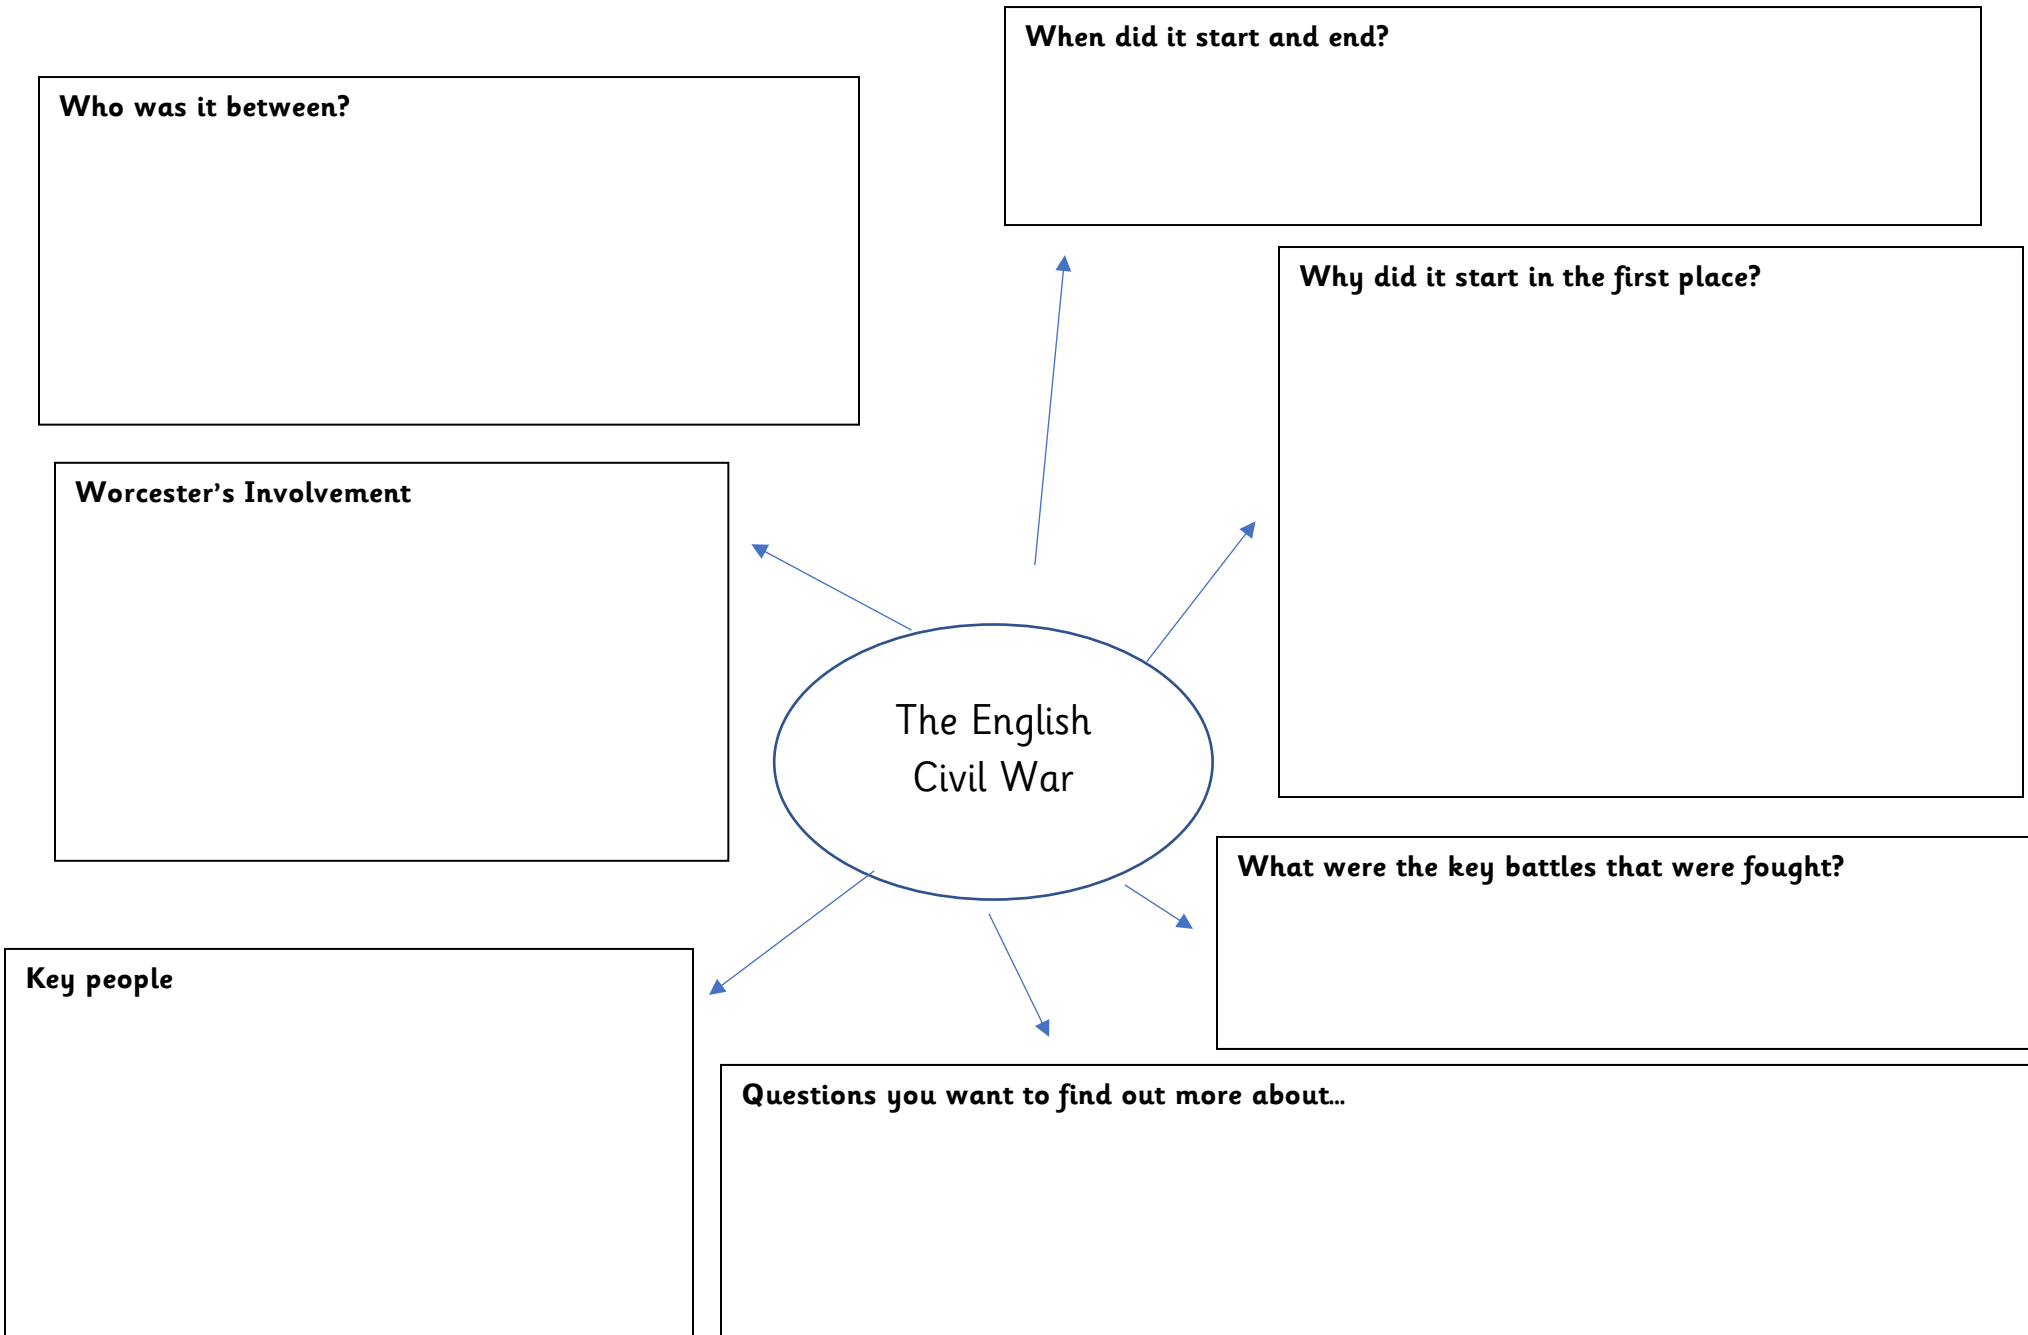 When did it start and end?
Who was it between?
Why did it start in the first place?
Worcester’s Involvement
The English
Civil War
What were the key battles that were fought?
Key people
Questions you want to find out more about…